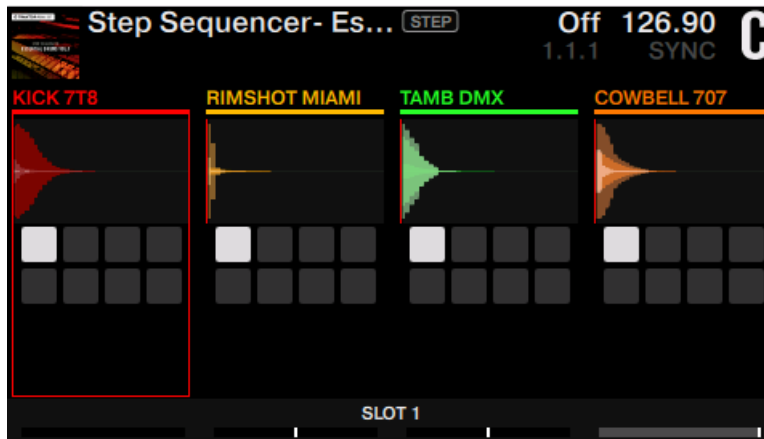 Step Sequencer- Es... STEP Off 126.90 C
1.1.1 SYNC
KICK 7T8 RIMSHOT MIAMI TAMB DMX COWBELL 707
SLOT 1